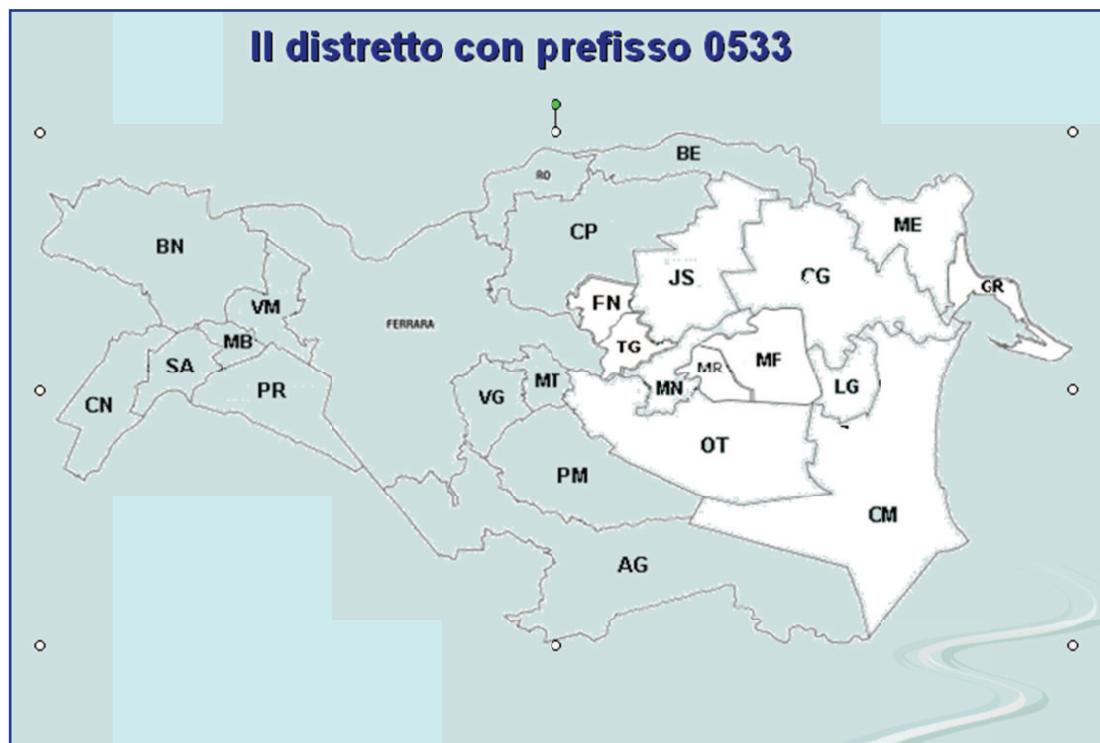 Il distretto con prefisso 0533
BE
RO
ME
CP
BN
JS
CG
GR
FN
VM
FERRARA
MB
TG
SA
MF
MR
MT
LG
MN
PR
VG
CN
OT
PM
CM
AG